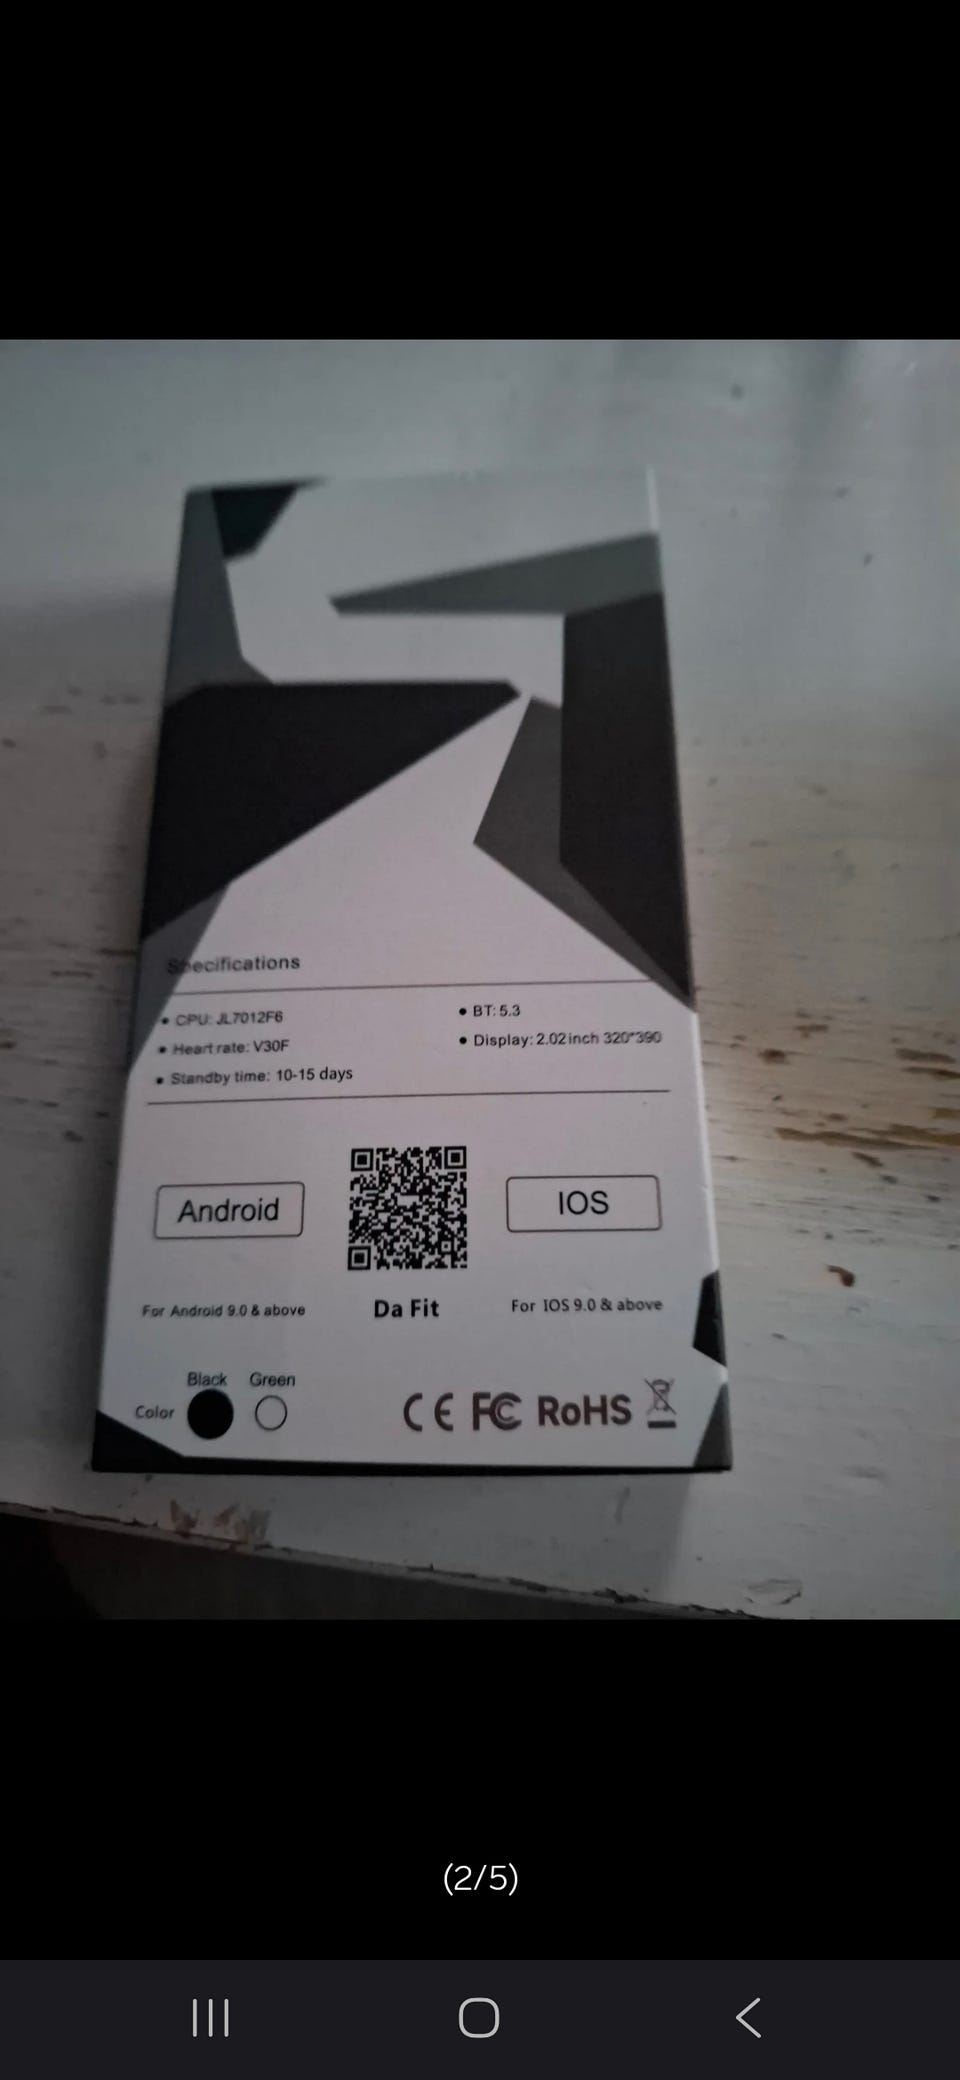 Specifications
• CPU: JL7012F6
• BT: 5.3
• Heart rate: V30F
• Display: 2.02inch 320*390
• Standby time: 10-15 days
Android
IOS
For Android 9.0 & above
Da Fit
For IOS 9.0 & above
Black Green
Color
CE FC RoHS
(2/5)